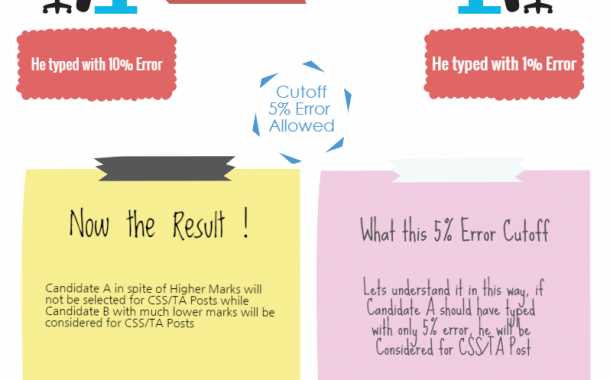 He typed with 10% Error
He typed with 1% Error
Cutoff
5% Error
Allowed
Now the Result !
Candidate A in spite of Higher Marks will
not be selected for CSS/TA Posts while
Candidate B with much lower marks will be
considered for CSS/TA Posts
What this 5% Error Cutoff
Lets understand it in this way, if
Candidate A should have typed
with only 5% error, he will be
Considered for CSS/TA Post